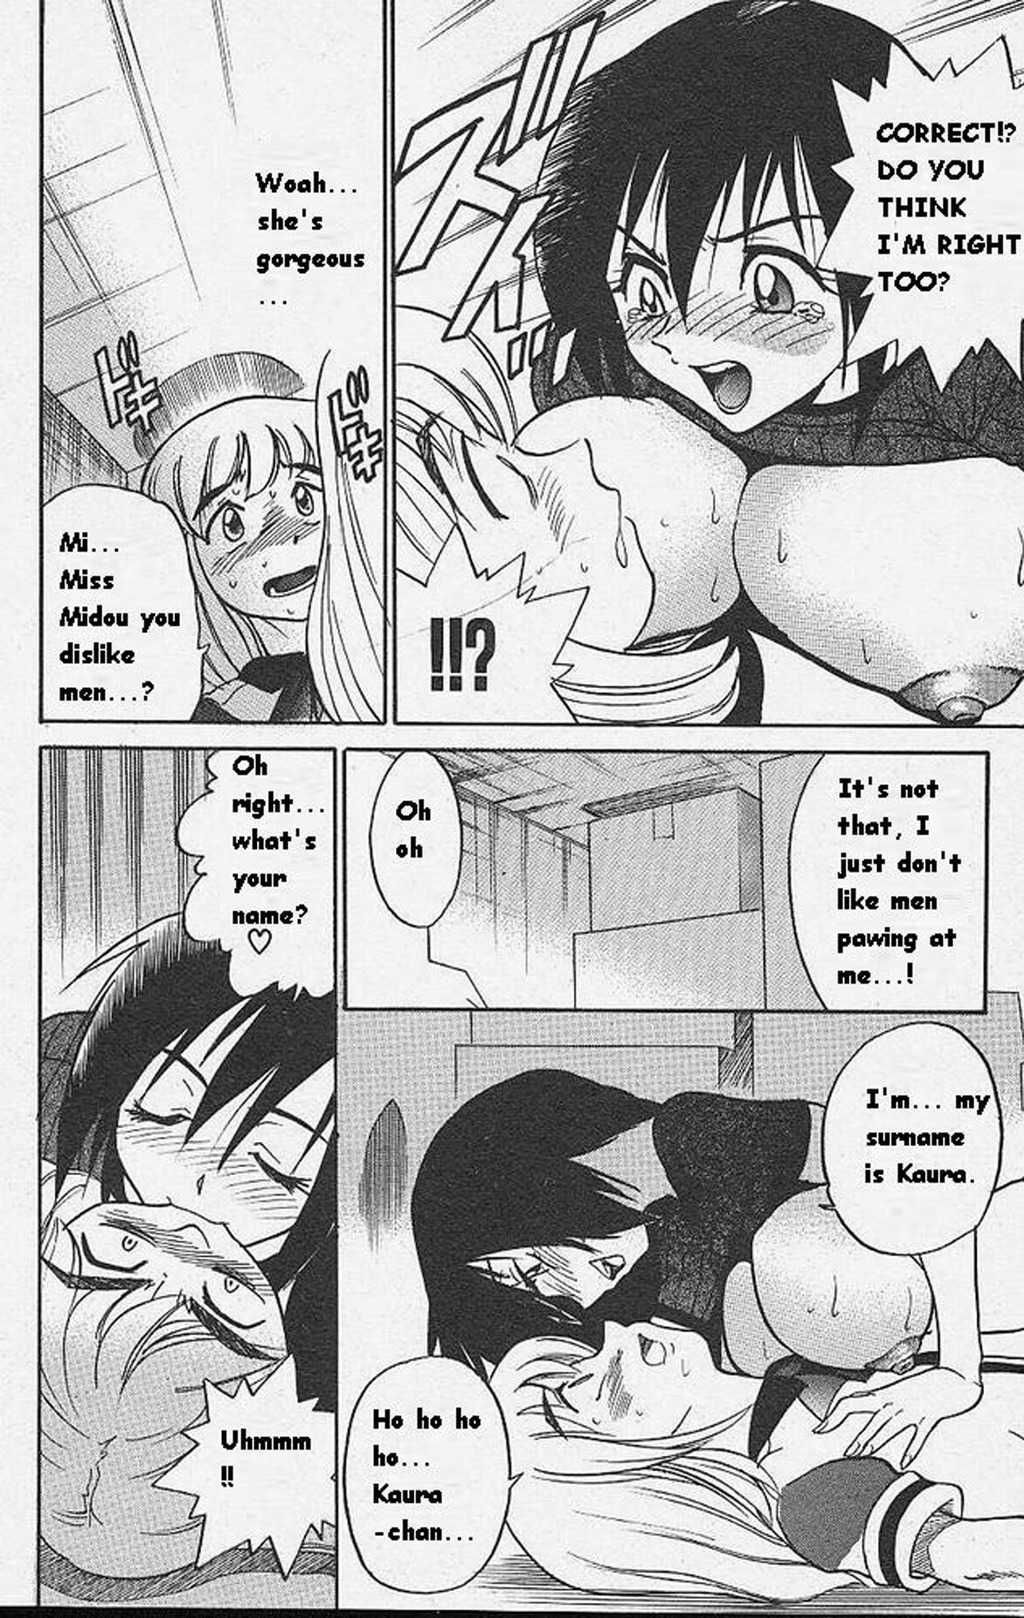 CORRECT!?
DO YOU
THINK
I'M RIGHT
TOO?
!!?
Woah...
she's
gorgeous
...
Mi...
Miss
Midou you
dislike
men...?
It's not
that, I
just don't
like men
pawing at
me...!
Oh
oh
Oh
right...
what's
your
name?
♡
Uhmmm
!!
I'm... my
surname
is Kaura.
Ho ho ho
ho...
Kaura
-chan...